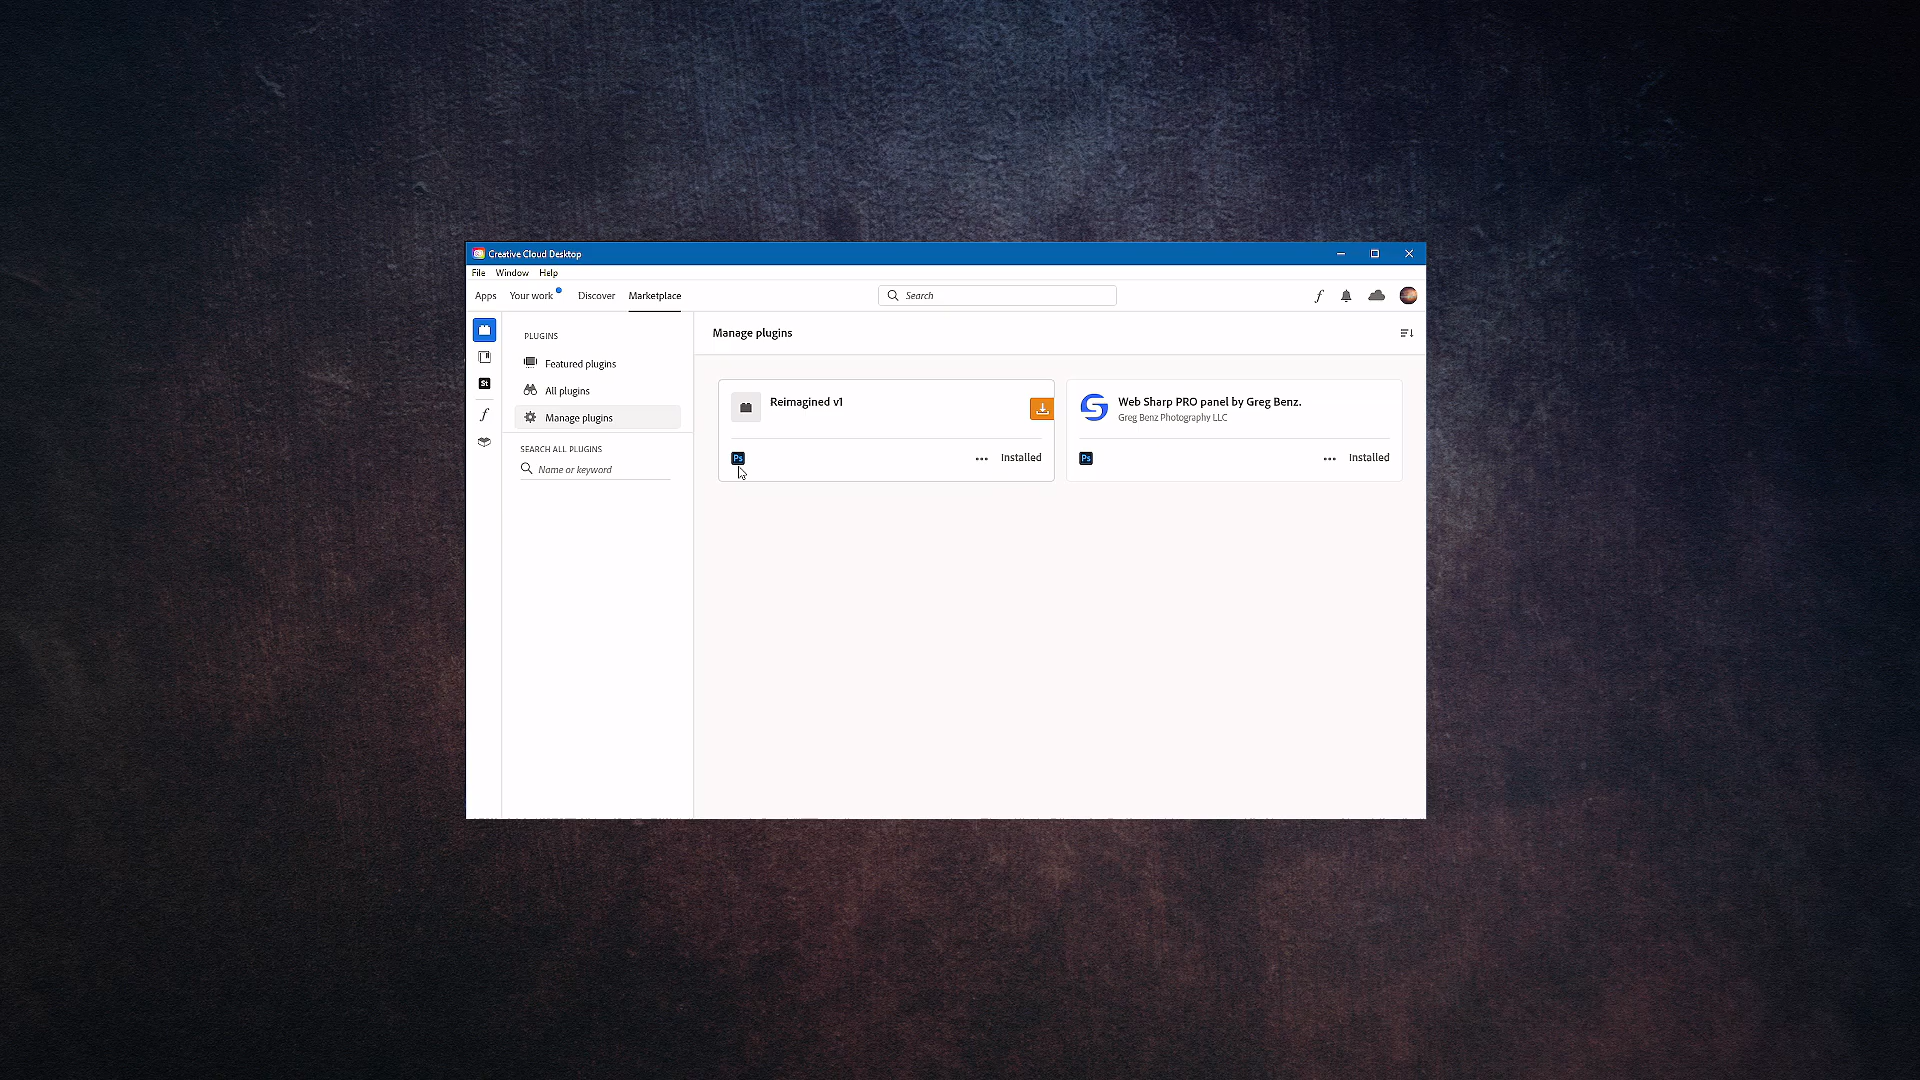 Creative Cloud Desktop
File Window Help
Apps Your work Discover Marketplace Search
PLUGINS
Featured plugins
All plugins
Manage plugins
SEARCH ALL PLUGINS
Name or keyword
St
Manage plugins
Reimagined v1
Ps
Installed
Web Sharp PRO panel by Greg Benz.
Greg Benz Photography LLC
Ps
Installed